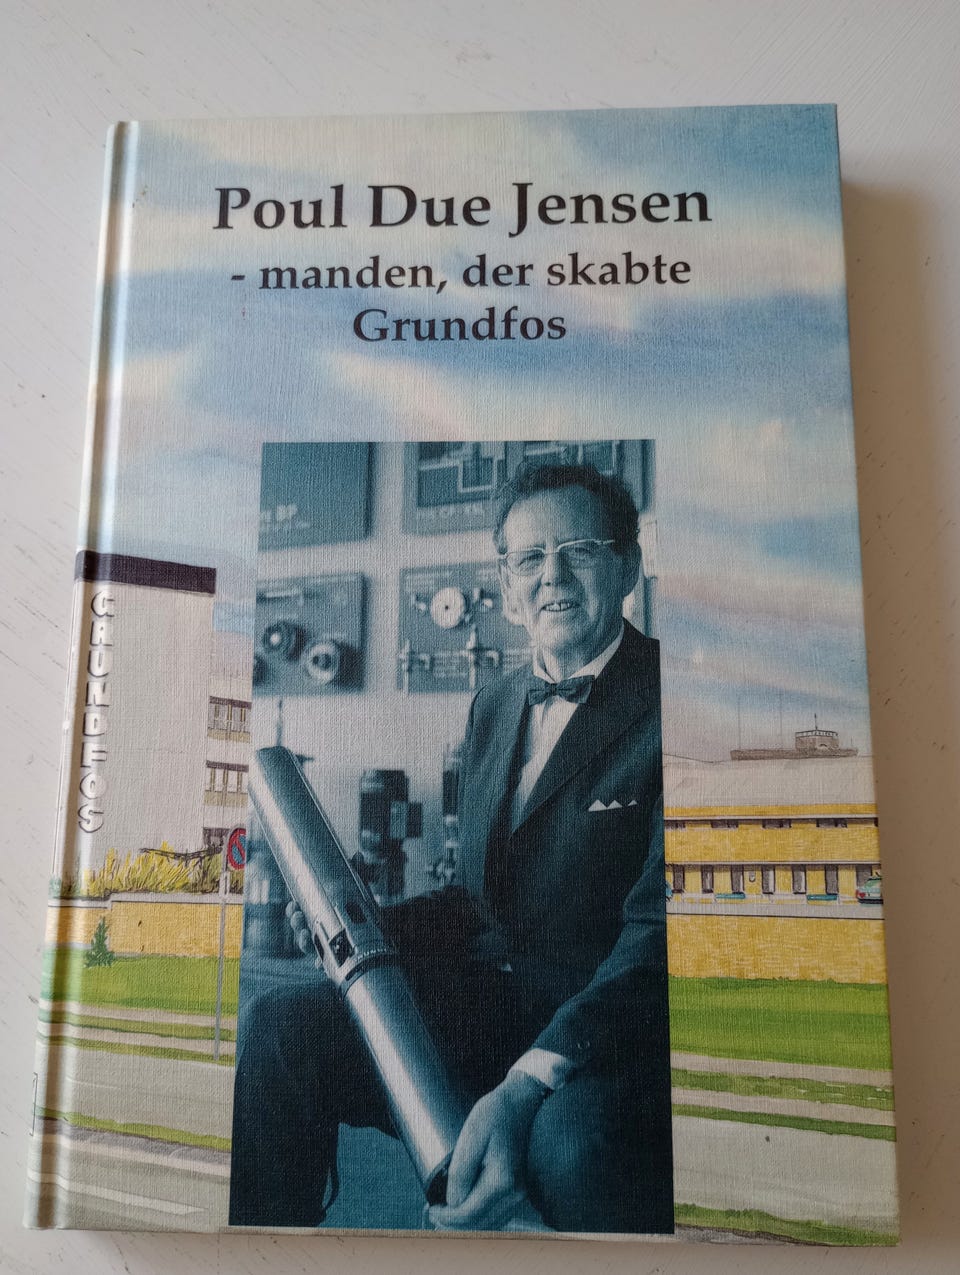 Poul Due Jensen
- manden, der skabte
Grundfos
GRUNDFOS